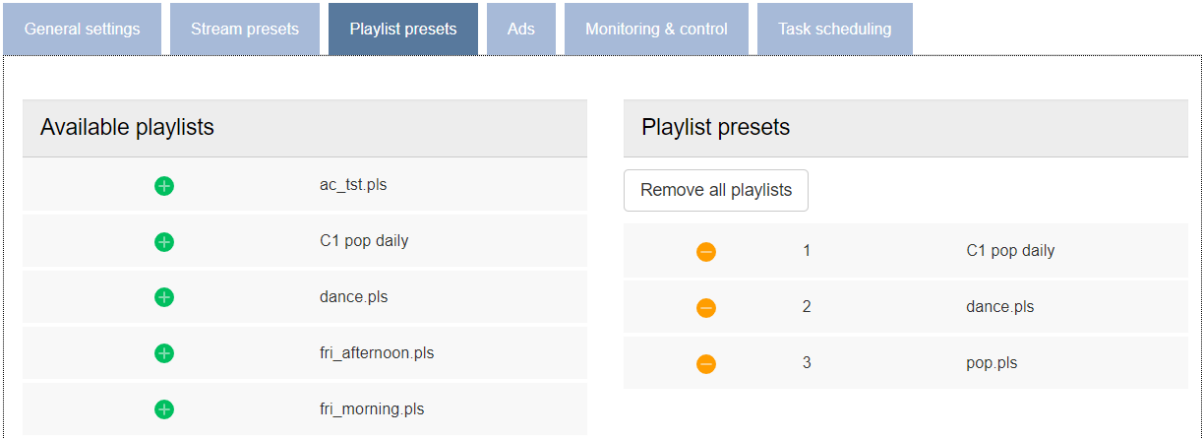 General settings Stream presets Playlist presets Ads Monitoring & control Task scheduling
Available playlists
ac_tst.pls
C1 pop daily
dance.pls
fri_afternoon.pls
fri_morning.pls
Playlist presets
Remove all playlists
1 C1 pop daily
2 dance.pls
3 pop.pls